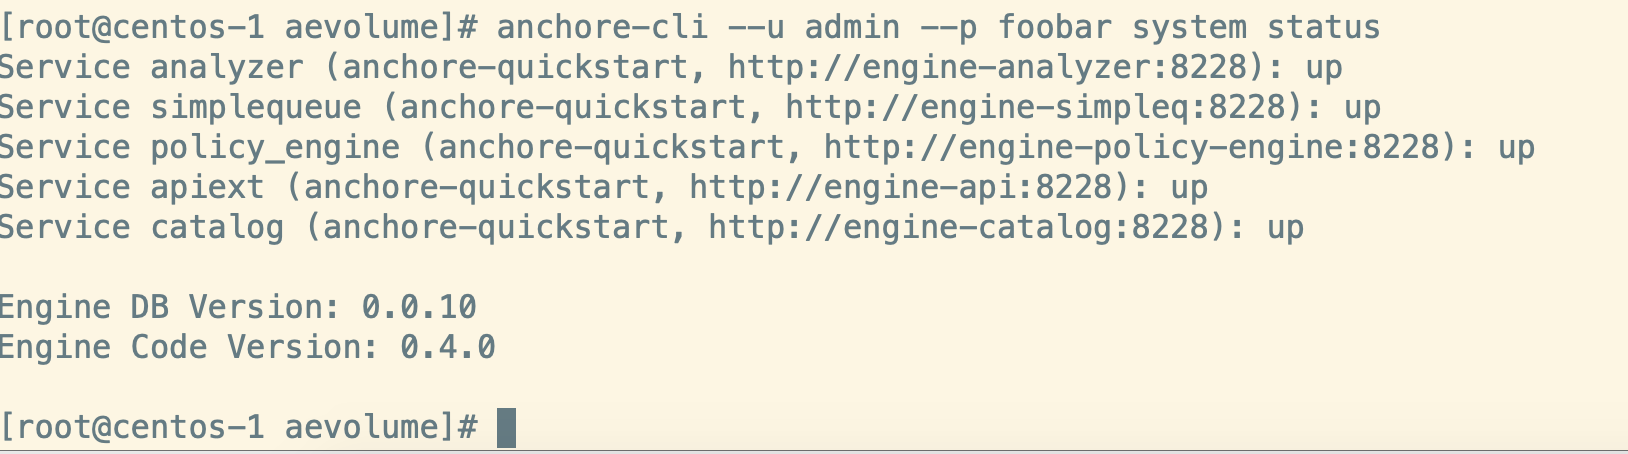 [root@centos-1 aevolume]# anchore-cli --u admin --p foobar system status
Service analyzer (anchore-quickstart, http://engine-analyzer:8228): up
Service simplequeue (anchore-quickstart, http://engine-simpleq:8228): up
Service policy_engine (anchore-quickstart, http://engine-policy-engine:8228): up
Service apiext (anchore-quickstart, http://engine-api:8228): up
Service catalog (anchore-quickstart, http://engine-catalog:8228): up
Engine DB Version: 0.0.10
Engine Code Version: 0.4.0
[root@centos-1 aevolume]#